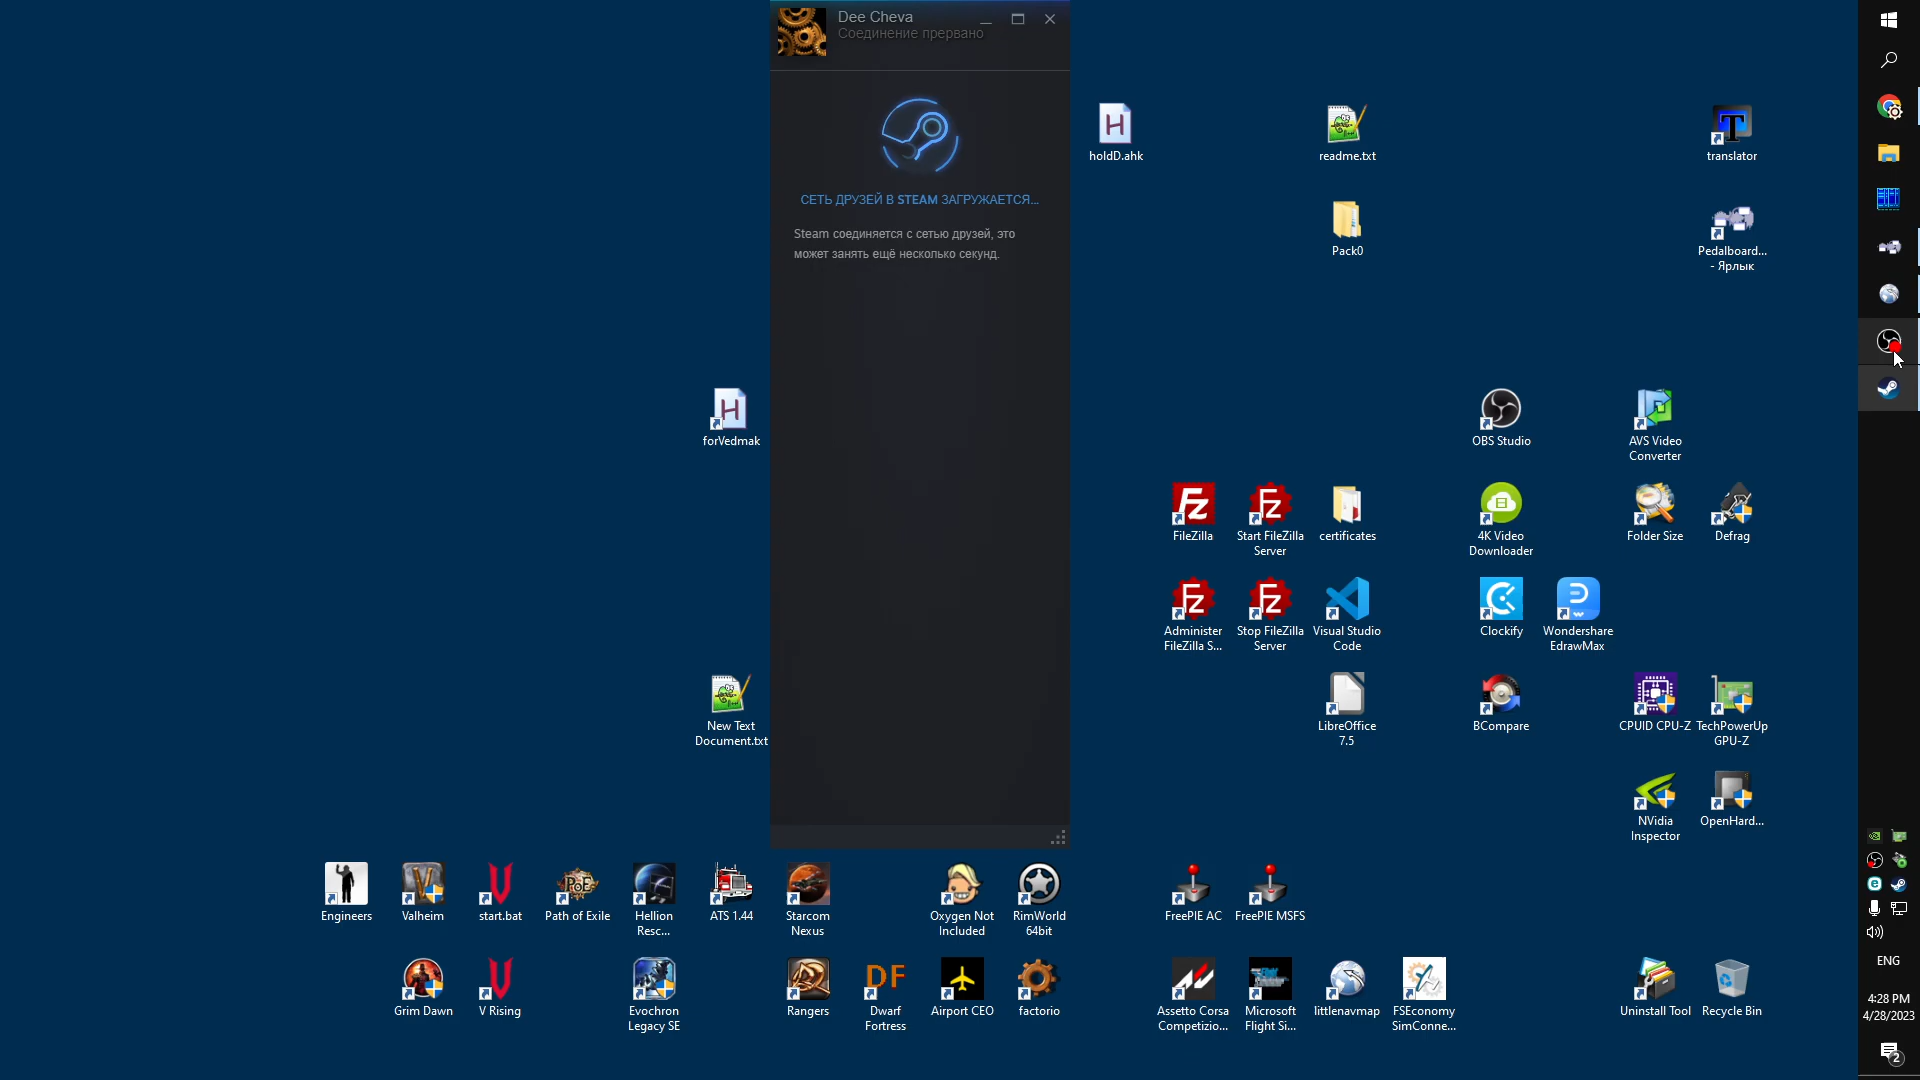 Dee Cheva
Соединение прервано
СЕТЬ ДРУЗЕЙ В STEAM ЗАГРУЖАЕТСЯ...
Steam соединяется с сетью друзей, это
может занять ещё несколько секунд.
holdD.ahk
readme.txt
translator
Pack0
Pedalboard...
- Ярлык
forVedmak
OBS Studio
AVS Video
Converter
FileZilla
Start FileZilla
Server
certificates
4K Video
Downloader
Folder Size
Defrag
Administer
FileZilla S...
Stop FileZilla
Server
Visual Studio
Code
Clockify
Wondershare
EdrawMax
New Text
Document.txt
LibreOffice
7.5
BCompare
CPUID CPU-Z
TechPowerUp
GPU-Z
NVidia
Inspector
OpenHard...
Engineers
Valheim
start.bat
Path of Exile
Hellion
Resc...
ATS 1.44
Starcom
Nexus
Oxygen Not
Included
RimWorld
64bit
FreePIE AC
FreePIE MSFS
Grim Dawn
V Rising
Evochron
Legacy SE
Rangers
DF
Dwarf
Fortress
Airport CEO
factorio
Assetto Corsa
Competizio...
Microsoft
Flight Si...
littlenavmap
FSEconomy
SimConne...
Uninstall Tool
Recycle Bin
ENG
4:28 PM
4/28/2023
2